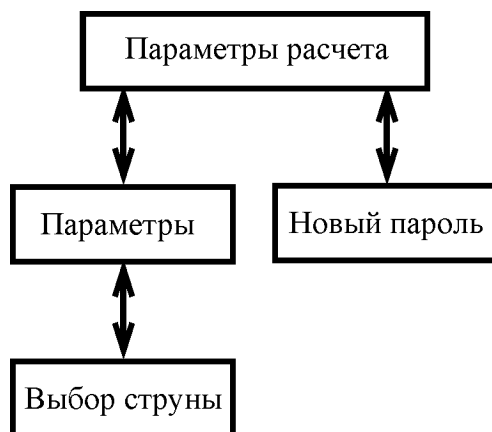 Параметры расчета
Параметры
Новый пароль
Выбор струны